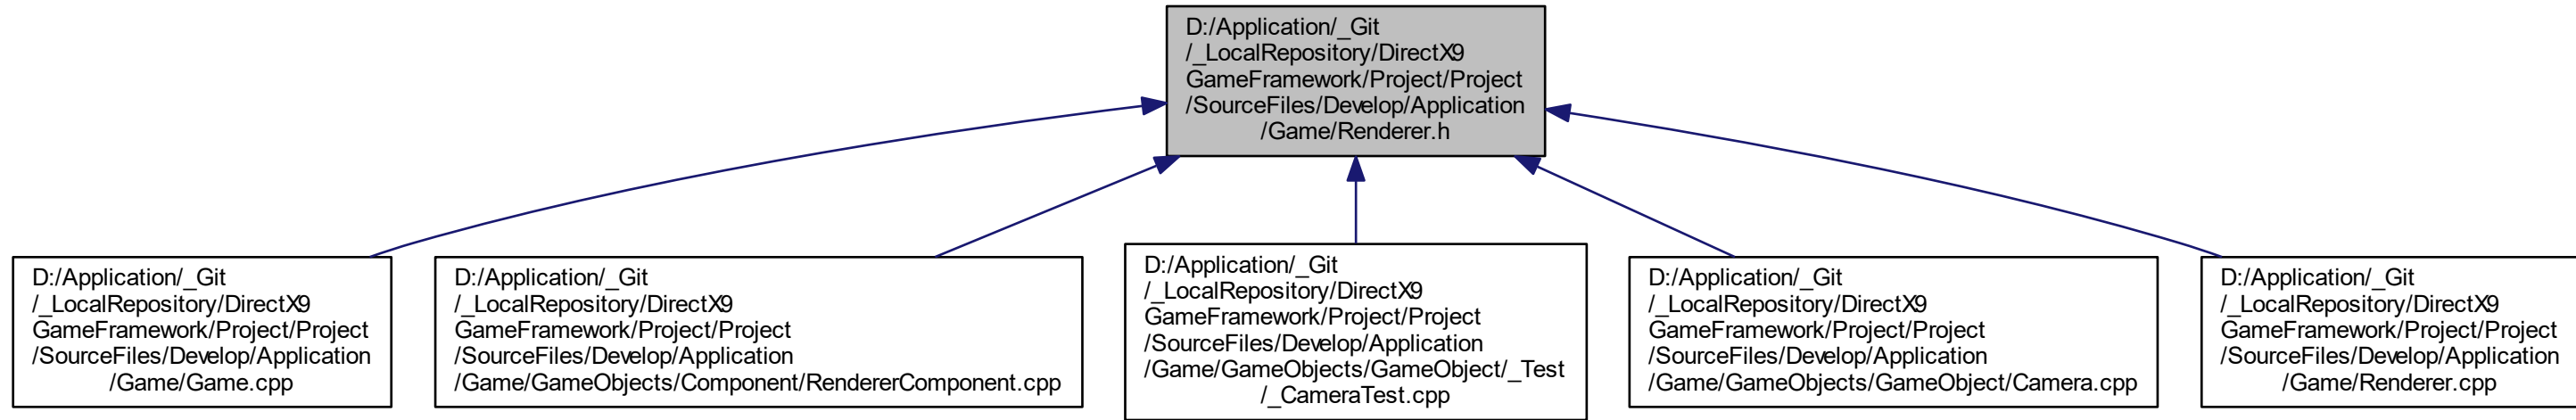 D:/Application/_Git
/_LocalRepository/DirectX9
GameFramework/Project/Project
/SourceFiles/Develop/Application
/Game/Renderer.h
D:/Application/_Git
/_LocalRepository/DirectX9
GameFramework/Project/Project
/SourceFiles/Develop/Application
/Game/Game.cpp
D:/Application/_Git
/_LocalRepository/DirectX9
GameFramework/Project/Project
/SourceFiles/Develop/Application
/Game/GameObjects/Component/RendererComponent.cpp
D:/Application/_Git
/_LocalRepository/DirectX9
GameFramework/Project/Project
/SourceFiles/Develop/Application
/Game/GameObjects/GameObject/_Test
/_CameraTest.cpp
D:/Application/_Git
/_LocalRepository/DirectX9
GameFramework/Project/Project
/SourceFiles/Develop/Application
/Game/GameObjects/GameObject/Camera.cpp
D:/Application/_Git
/_LocalRepository/DirectX9
GameFramework/Project/Project
/SourceFiles/Develop/Application
/Game/Renderer.cpp